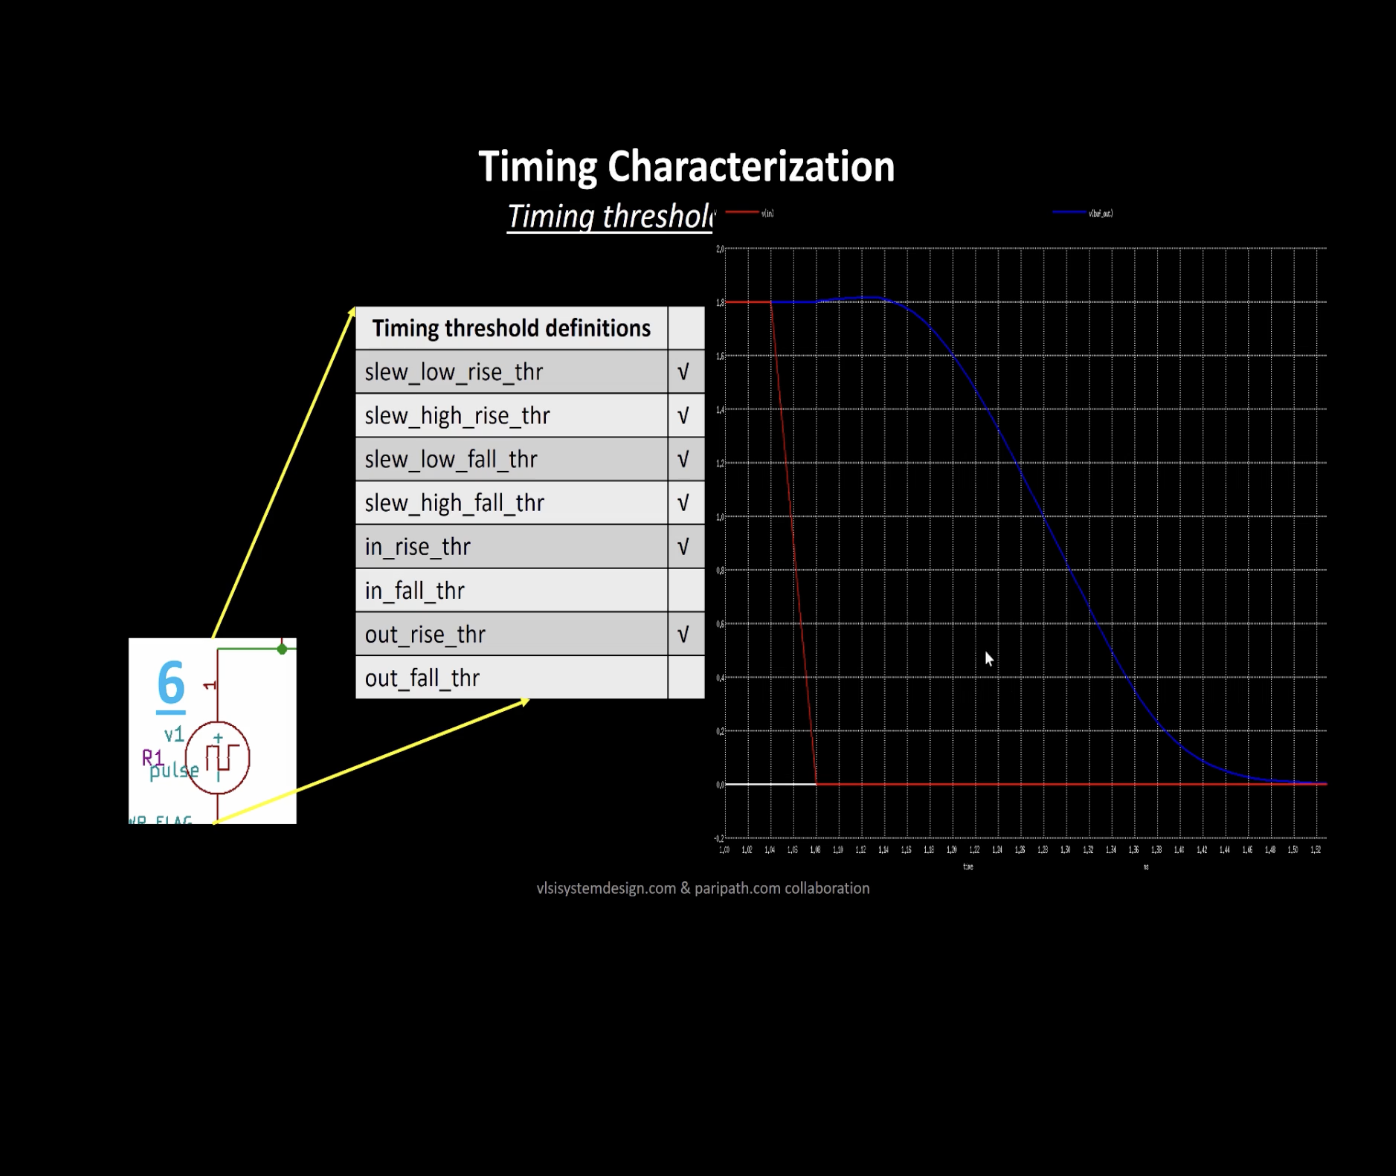 Timing Characterization
Timing threshol
v(in)
v(buf_out)
Timing threshold definitions
slew_low_rise_thr √
slew_high_rise_thr √
slew_low_fall_thr √
slew_high_fall_thr √
in_rise_thr √
in_fall_thr
out_rise_thr √
out_fall_thr
6
1
v1
R1
pulse
+
2,0
1,8
1,6
1,4
1,2
1,0
0,8
0,6
0,4
0,2
0,0
-0,2
1,00 1,02 1,04 1,06 1,08 1,10 1,12 1,14 1,16 1,18 1,20 1,22 1,24 1,26 1,28 1,30 1,32 1,34 1,36 1,38 1,40 1,42 1,44 1,46 1,48 1,50 1,52
time ns
vlsisystemdesign.com & paripath.com collaboration